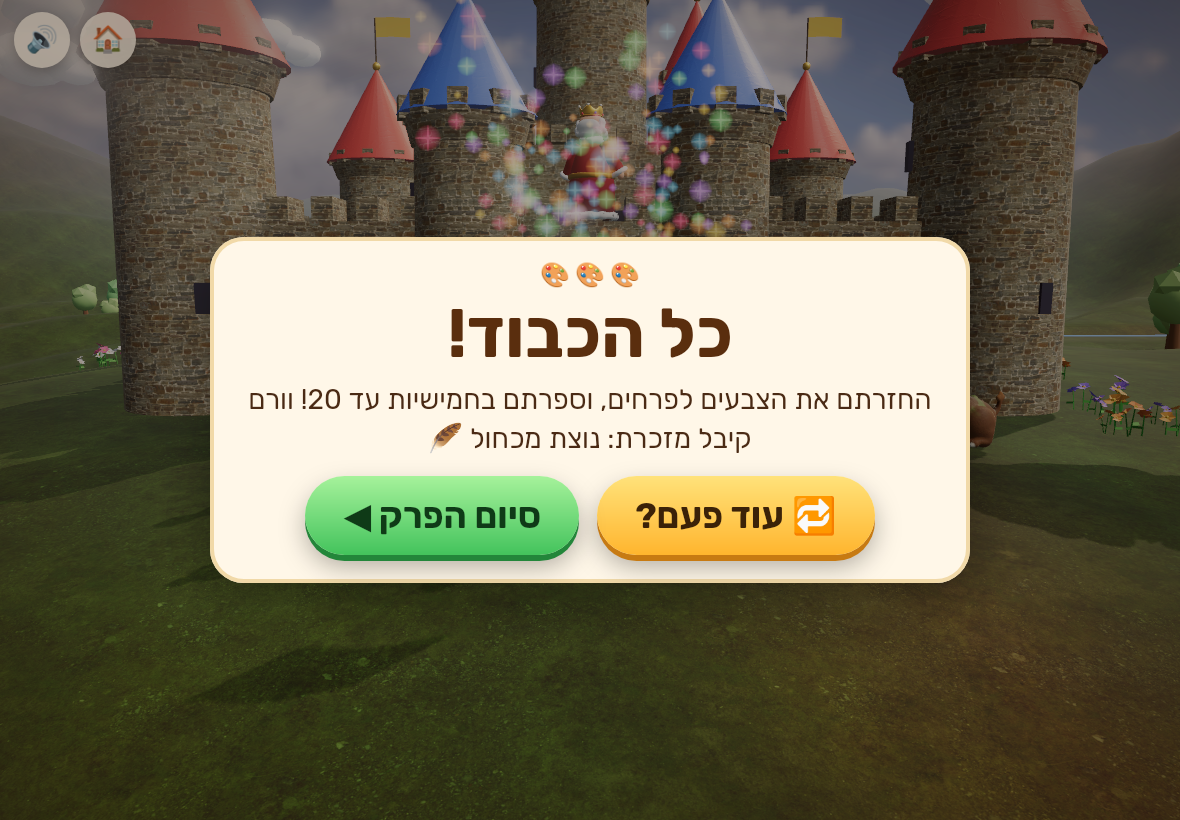 כל הכבוד!
החזרתם את הצבעים לפרחים, וספרתם בחמישיות עד 20! וורם
קיבל מזכרת: נוצת מכחול
עוד פעם?
סיום הפרק ◀